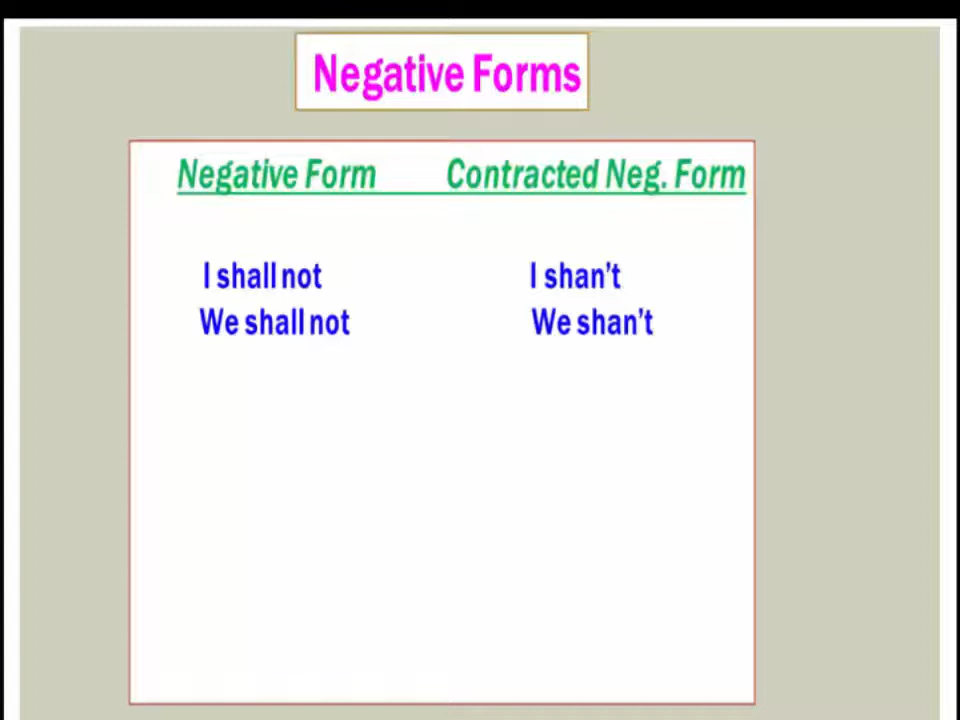 Negative Forms
Negative Form Contracted Neg. Form
I shall not I shan’t
We shall not We shan’t